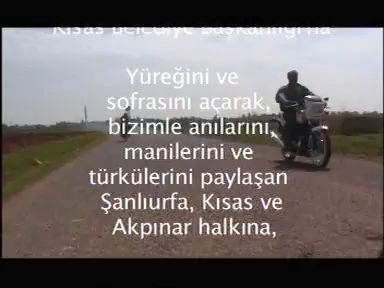 Kısas Belediye Başkanlığı'na
Yüreğini ve
sofrasını açarak,
bizimle anılarını,
manilerini ve
türkülerini paylaşan
Şanlıurfa, Kısas ve
Akpınar halkına,